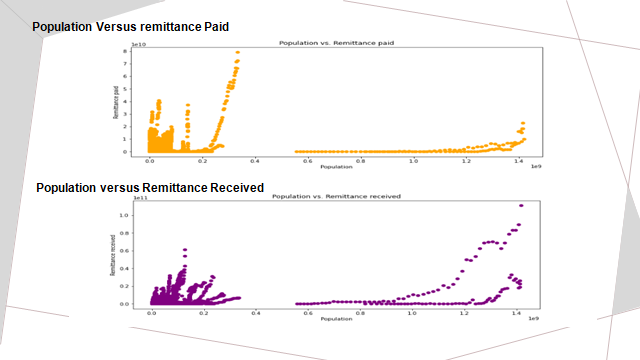 Population Versus remittance Paid
1e10
Population vs. Remittance paid
8
7
6
5
4
3
2
1
0
Remittance paid
0.0 0.2 0.4 0.6 0.8 1.0 1.2 1.4
1e9
Population
Population versus Remittance Received
1e11
Population vs. Remittance received
1.0
0.8
0.6
0.4
0.2
0.0
Remittance received
0.0 0.2 0.4 0.6 0.8 1.0 1.2 1.4
1e9
Population